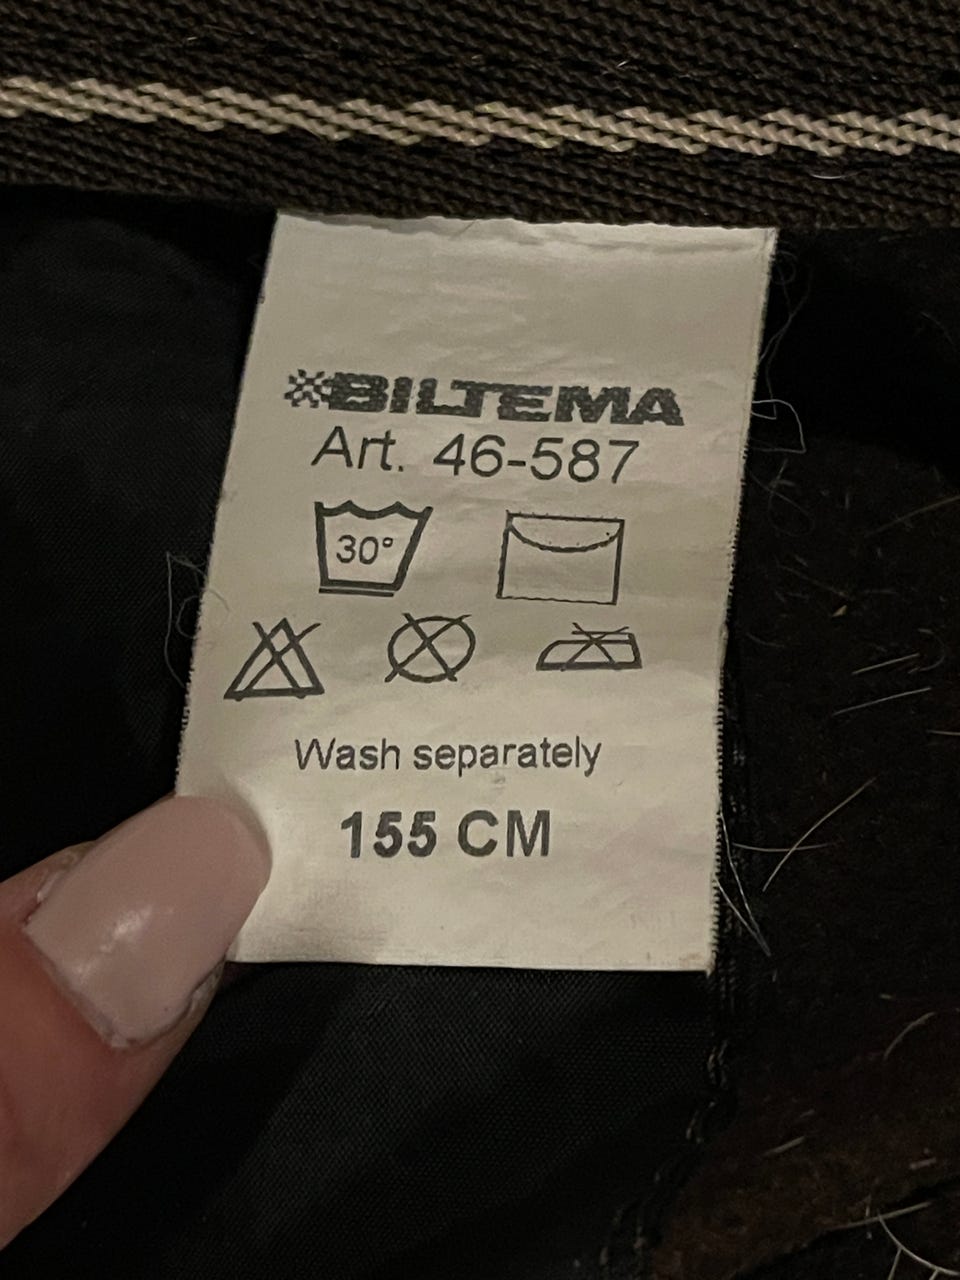 BILTEMA
Art. 46-587
30°
Wash separately
155 CM